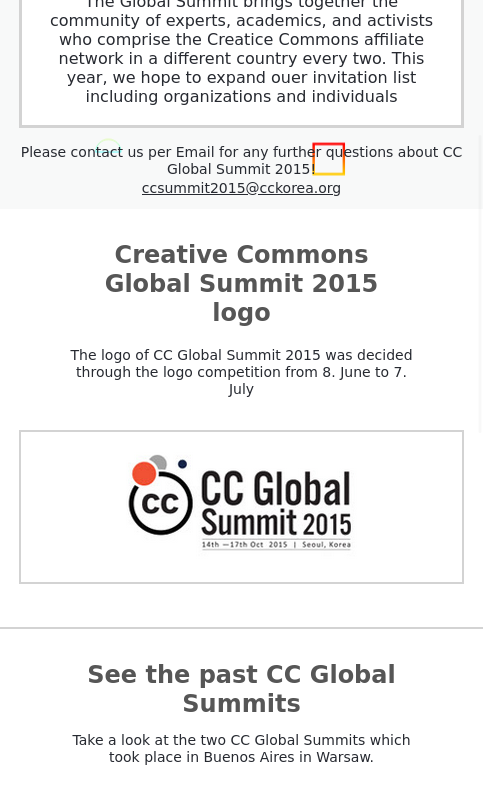 The Global Summit brings together the
community of experts, academics, and activists
who comprise the Creatice Commons affiliate
network in a different country every two. This
year, we hope to expand ouer invitation list
including organizations and individuals
Please contact us per Email for any further questions about CC
Global Summit 2015!
ccsummit2015@cckorea.org
Creative Commons
Global Summit 2015
logo
The logo of CC Global Summit 2015 was decided
through the logo competition from 8. June to 7.
July
cc
CC Global
Summit 2015
14th —17th Oct 2015 | Seoul, Korea
See the past CC Global
Summits
Take a look at the two CC Global Summits which
took place in Buenos Aires in Warsaw.